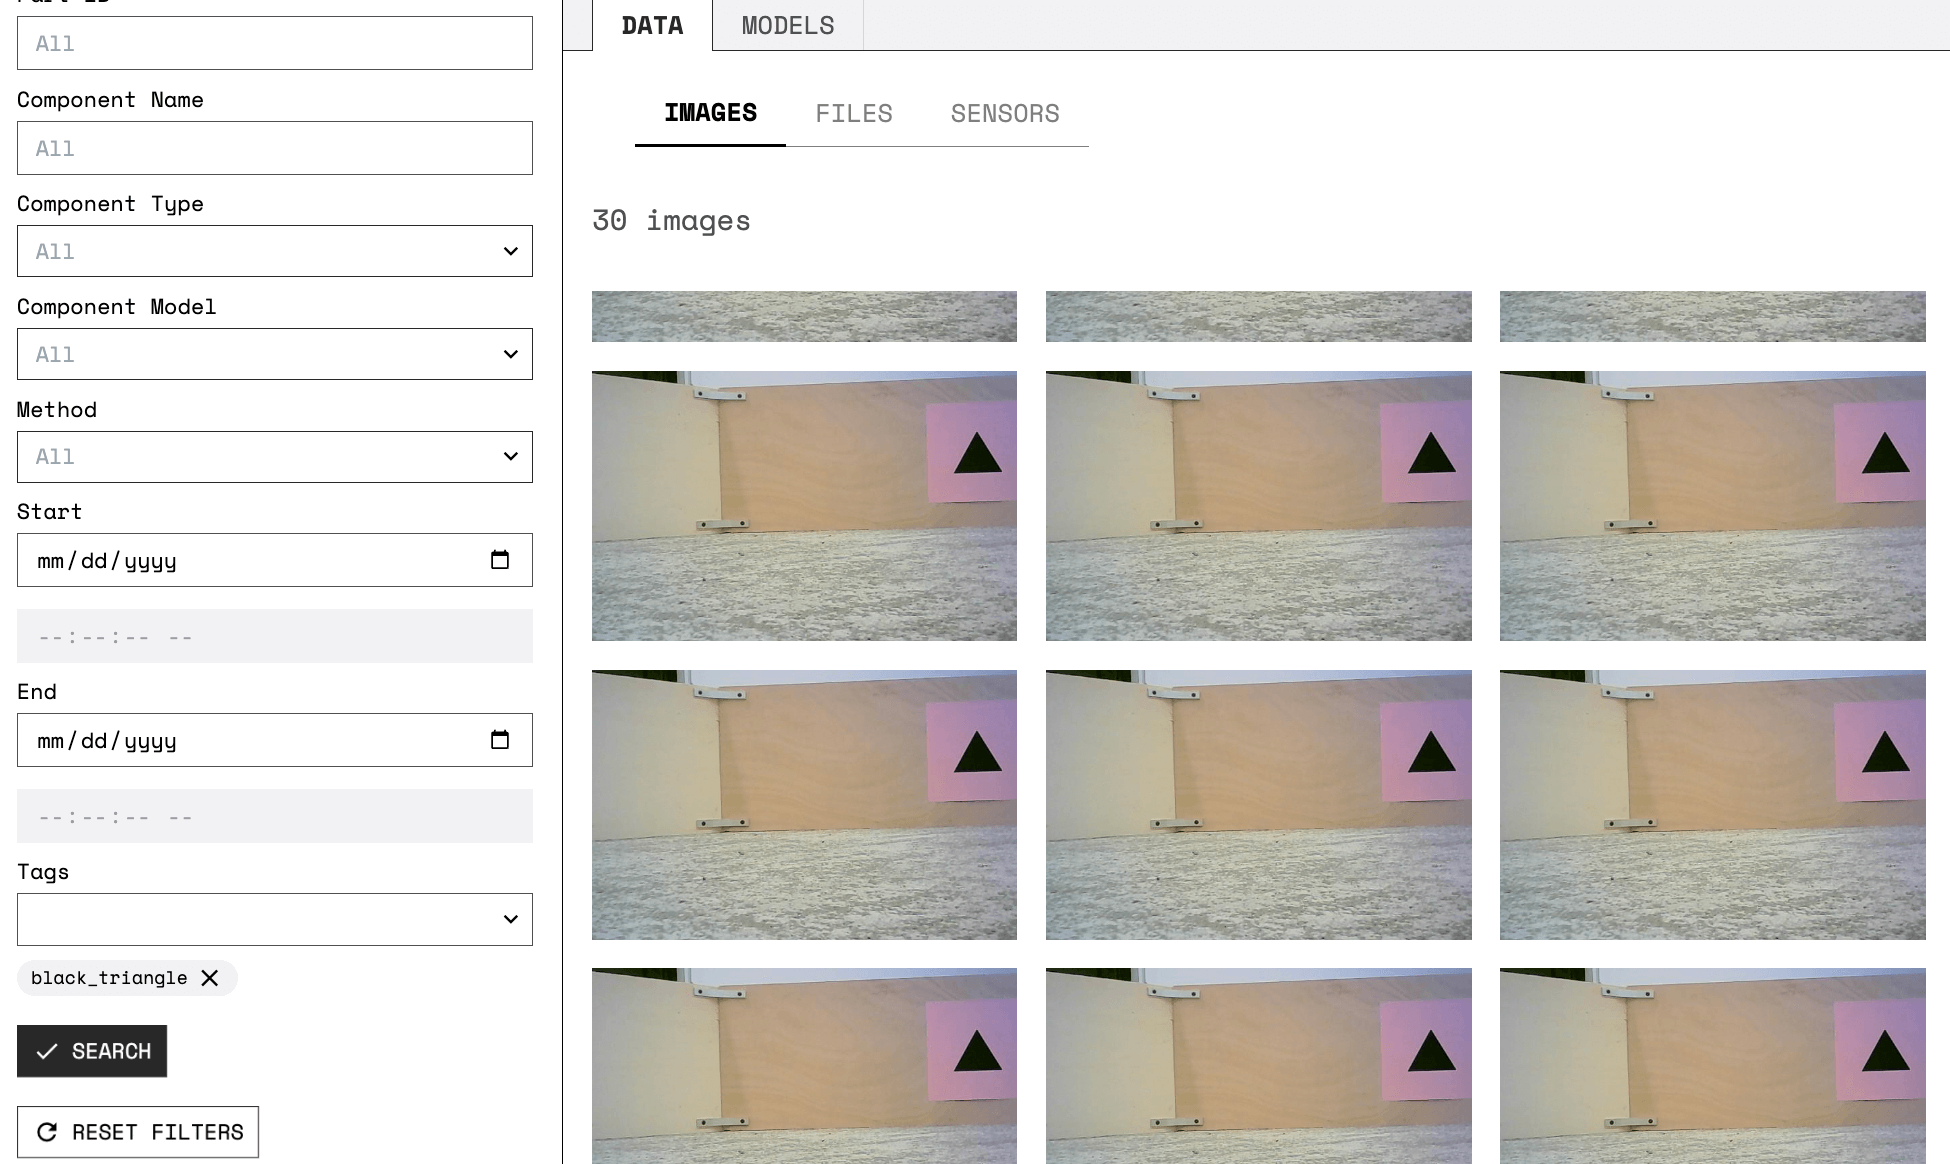 All
Component Name
All
Component Type
All
Component Model
All
Method
All
Start
mm/dd/yyyy
--:--:-- --
End
mm/dd/yyyy
--:--:-- --
Tags
black_triangle
SEARCH
RESET FILTERS
DATA MODELS
IMAGES FILES SENSORS
30 images